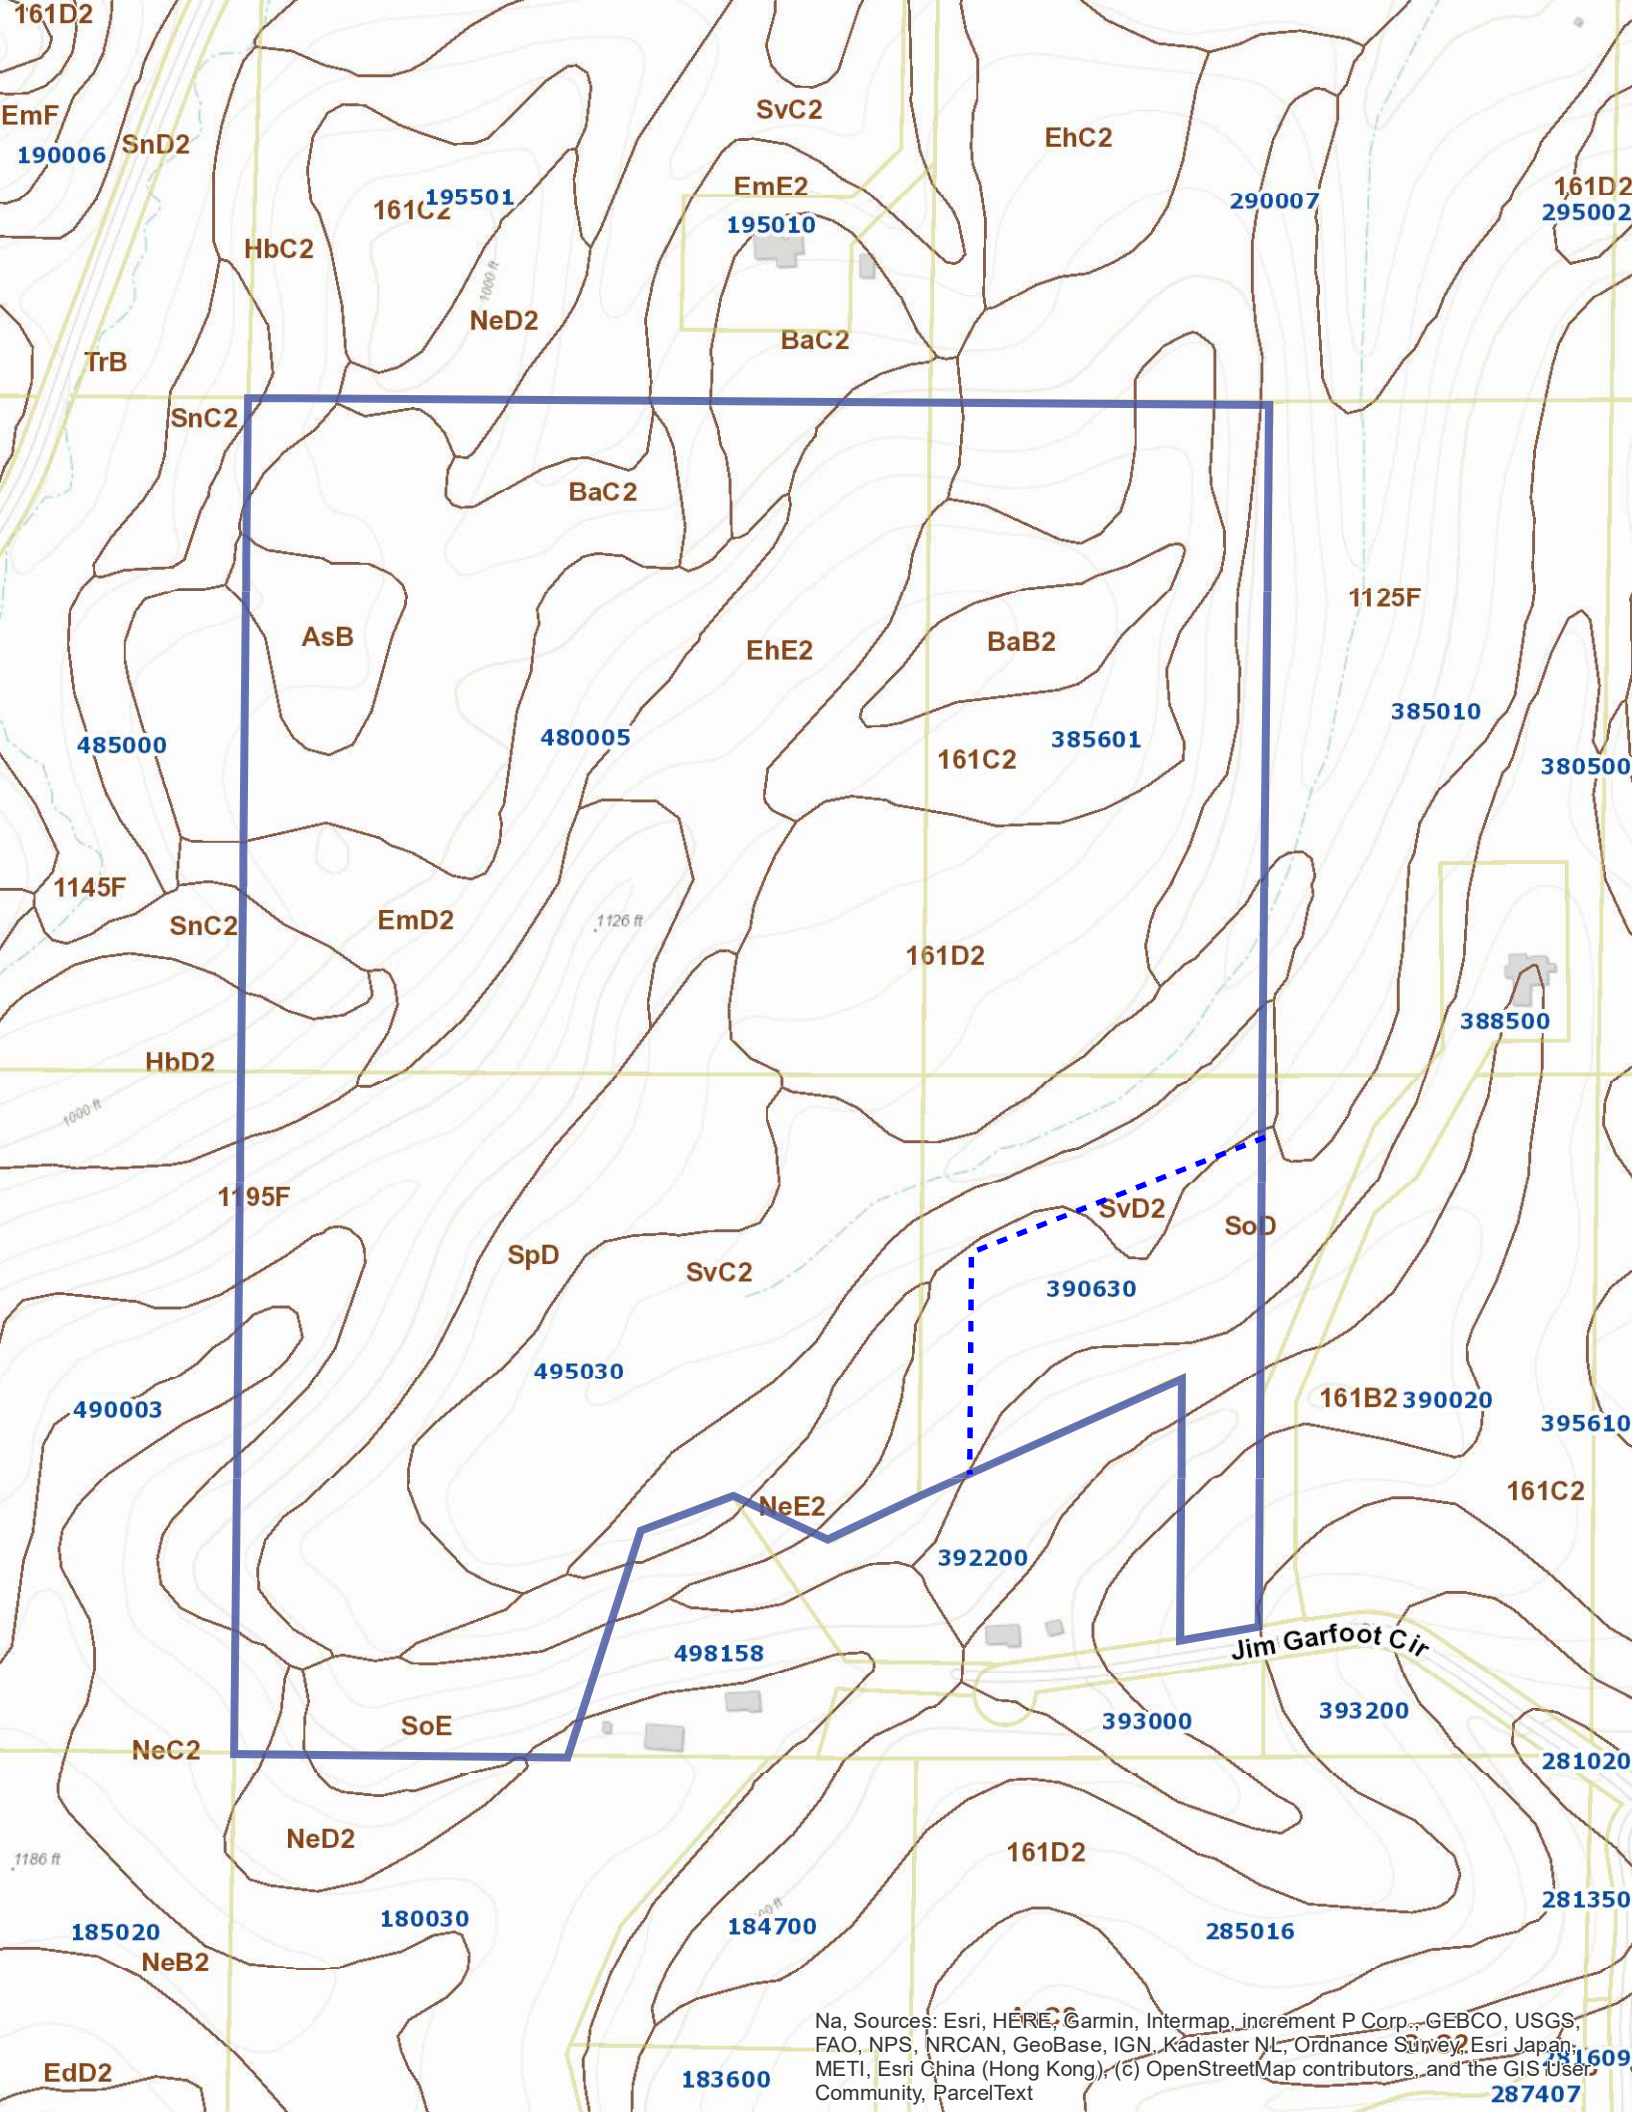 161D2
EmF
190006
SnD2
SvC2
EhC2
EmE2
195501
161C2
195010
290007
161D2
295002
HbC2
1000 ft
NeD2
BaC2
TrB
SnC2
BaC2
1125F
AsB
EhE2
BaB2
385010
485000
480005
385601
161C2
380500
1145F
SnC2
EmD2
1126 ft
161D2
388500
HbD2
1000 ft
1195F
SpD
SvC2
SvD2
SoD
390630
495030
490003
161B2
390020
395610
161C2
NeE2
392200
498158
Jim Garfoot Cir
SoE
393000
393200
NeC2
281020
NeD2
161D2
1186 ft
185020
180030
184700
285016
281350
NeB2
Na, Sources: Esri, HERE, Garmin, Intermap, increment P Corp., GEBCO, USGS,
FAO, NPS, NRCAN, GeoBase, IGN, Kadaster NL, Ordnance Survey, Esri Japan,
METI, Esri China (Hong Kong), (c) OpenStreetMap contributors, and the GIS User
Community, ParcelText
EdD2
183600
281609
287407